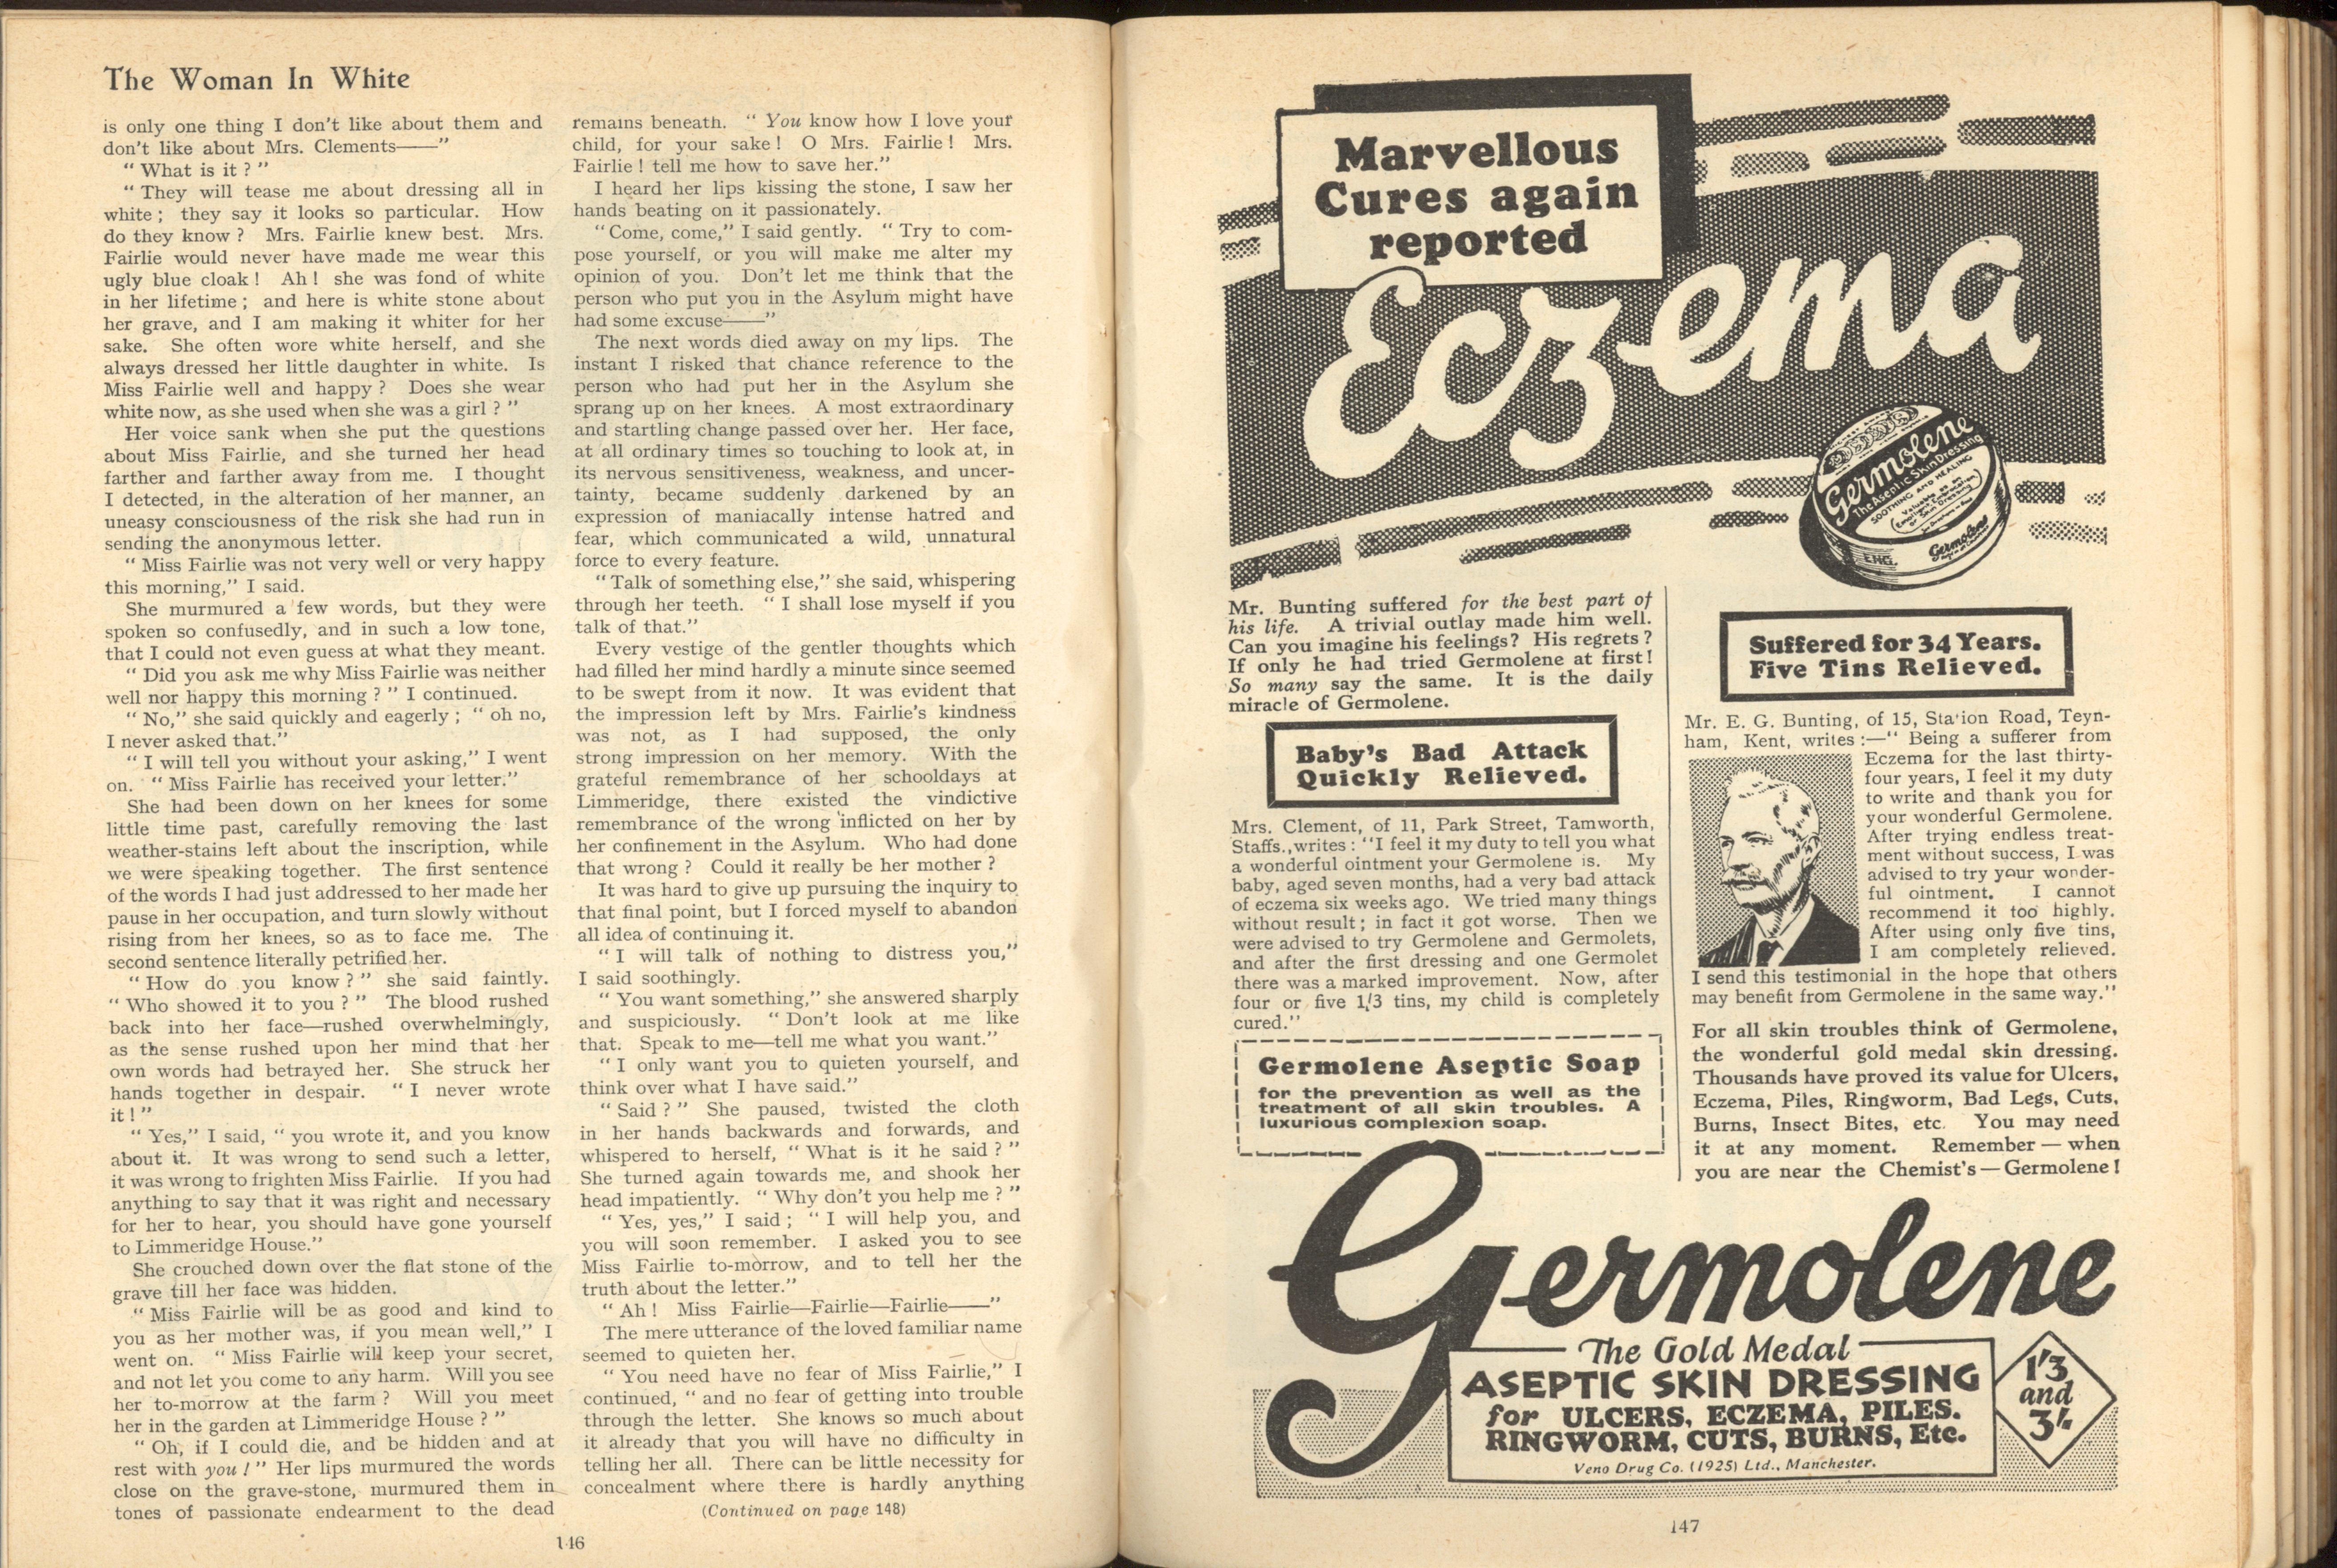 The Woman In White
is only one thing I don't like about them and
don't like about Mrs. Clements——"
" What is it ? "
" They will tease me about dressing all in
white ; they say it looks so particular. How
do they know ? Mrs. Fairlie knew best. Mrs.
Fairlie would never have made me wear this
ugly blue cloak ! Ah ! she was fond of white
in her lifetime ; and here is white stone about
her grave, and I am making it whiter for her
sake. She often wore white herself, and she
always dressed her little daughter in white. Is
Miss Fairlie well and happy ? Does she wear
white now, as she used when she was a girl ? "
Her voice sank when she put the questions
about Miss Fairlie, and she turned her head
farther and farther away from me. I thought
I detected, in the alteration of her manner, an
uneasy consciousness of the risk she had run in
sending the anonymous letter.
" Miss Fairlie was not very well or very happy
this morning," I said.
She murmured a few words, but they were
spoken so confusedly, and in such a low tone,
that I could not even guess at what they meant.
" Did you ask me why Miss Fairlie was neither
well nor happy this morning ? " I continued.
" No," she said quickly and eagerly ; " oh no,
I never asked that."
" I will tell you without your asking," I went
on. " Miss Fairlie has received your letter."
She had been down on her knees for some
little time past, carefully removing the last
weather-stains left about the inscription, while
we were speaking together. The first sentence
of the words I had just addressed to her made her
pause in her occupation, and turn slowly without
rising from her knees, so as to face me. The
second sentence literally petrified her.
" How do you know ? " she said faintly.
" Who showed it to you ? " The blood rushed
back into her face—rushed overwhelmingly,
as the sense rushed upon her mind that her
own words had betrayed her. She struck her
hands together in despair. " I never wrote
it ! "
" Yes," I said, " you wrote it, and you know
about it. It was wrong to send such a letter,
it was wrong to frighten Miss Fairlie. If you had
anything to say that it was right and necessary
for her to hear, you should have gone yourself
to Limmeridge House."
She crouched down over the flat stone of the
grave till her face was hidden.
" Miss Fairlie will be as good and kind to
you as her mother was, if you mean well," I
went on. " Miss Fairlie will keep your secret,
and not let you come to any harm. Will you see
her to-morrow at the farm ? Will you meet
her in the garden at Limmeridge House ? "
" Oh, if I could die, and be hidden and at
rest with you ! " Her lips murmured the words
close on the grave-stone, murmured them in
tones of passionate endearment to the dead
remains beneath. " You know how I love your
child, for your sake ! O Mrs. Fairlie ! Mrs.
Fairlie ! tell me how to save her."
I heard her lips kissing the stone, I saw her
hands beating on it passionately.
" Come, come," I said gently. " Try to com-
pose yourself, or you will make me alter my
opinion of you. Don't let me think that the
person who put you in the Asylum might have
had some excuse——"
The next words died away on my lips. The
instant I risked that chance reference to the
person who had put her in the Asylum she
sprang up on her knees. A most extraordinary
and startling change passed over her. Her face,
at all ordinary times so touching to look at, in
its nervous sensitiveness, weakness, and uncer-
tainty, became suddenly darkened by an
expression of maniacally intense hatred and
fear, which communicated a wild, unnatural
force to every feature.
" Talk of something else," she said, whispering
through her teeth. " I shall lose myself if you
talk of that."
Every vestige of the gentler thoughts which
had filled her mind hardly a minute since seemed
to be swept from it now. It was evident that
the impression left by Mrs. Fairlie's kindness
was not, as I had supposed, the only
strong impression on her memory. With the
grateful remembrance of her schooldays at
Limmeridge, there existed the vindictive
remembrance of the wrong inflicted on her by
her confinement in the Asylum. Who had done
that wrong ? Could it really be her mother ?
It was hard to give up pursuing the inquiry to
that final point, but I forced myself to abandon
all idea of continuing it.
" I will talk of nothing to distress you,"
I said soothingly.
" You want something," she answered sharply
and suspiciously. " Don't look at me like
that. Speak to me—tell me what you want."
" I only want you to quieten yourself, and
think over what I have said."
" Said ? " She paused, twisted the cloth
in her hands backwards and forwards, and
whispered to herself, " What is it he said ? "
She turned again towards me, and shook her
head impatiently. " Why don't you help me ? "
" Yes, yes," I said ; " I will help you, and
you will soon remember. I asked you to see
Miss Fairlie to-morrow, and to tell her the
truth about the letter."
" Ah ! Miss Fairlie—Fairlie—Fairlie——"
The mere utterance of the loved familiar name
seemed to quieten her.
" You need have no fear of Miss Fairlie," I
continued, " and no fear of getting into trouble
through the letter. She knows so much about
it already that you will have no difficulty in
telling her all. There can be little necessity for
concealment where there is hardly anything
(Continued on page 148)
146
Marvellous
Cures again
reported
Eczema
Germolene
The Aseptic Skin Dressing
SOOTHING AND HEALING
ENG.
Germolene
Mr. Bunting suffered for the best part of
his life. A trivial outlay made him well.
Can you imagine his feelings? His regrets ?
If only he had tried Germolene at first !
So many say the same. It is the daily
miracle of Germolene.
Baby's Bad Attack
Quickly Relieved.
Mrs. Clement, of 11, Park Street, Tamworth,
Staffs., writes : "I feel it my duty to tell you what
a wonderful ointment your Germolene is. My
baby, aged seven months, had a very bad attack
of eczema six weeks ago. We tried many things
without result ; in fact it got worse. Then we
were advised to try Germolene and Germolets,
and after the first dressing and one Germolet
there was a marked improvement. Now, after
four or five 1/3 tins, my child is completely
cured."
Germolene Aseptic Soap
for the prevention as well as the
treatment of all skin troubles. A
luxurious complexion soap.
Suffered for 34 Years.
Five Tins Relieved.
Mr. E. G. Bunting, of 15, Station Road, Teyn-
ham, Kent, writes :—" Being a sufferer from
Eczema for the last thirty-
four years, I feel it my duty
to write and thank you for
your wonderful Germolene.
After trying endless treat-
ment without success, I was
advised to try your wonder-
ful ointment. I cannot
recommend it too highly.
After using only five tins,
I am completely relieved.
I send this testimonial in the hope that others
may benefit from Germolene in the same way."
For all skin troubles think of Germolene,
the wonderful gold medal skin dressing.
Thousands have proved its value for Ulcers,
Eczema, Piles, Ringworm, Bad Legs, Cuts,
Burns, Insect Bites, etc. You may need
it at any moment. Remember — when
you are near the Chemist's — Germolene !
Germolene
The Gold Medal
ASEPTIC SKIN DRESSING
for ULCERS, ECZEMA, PILES.
RINGWORM, CUTS, BURNS, Etc.
Veno Drug Co. (1925) Ltd., Manchester.
1/3
and
3/-
147